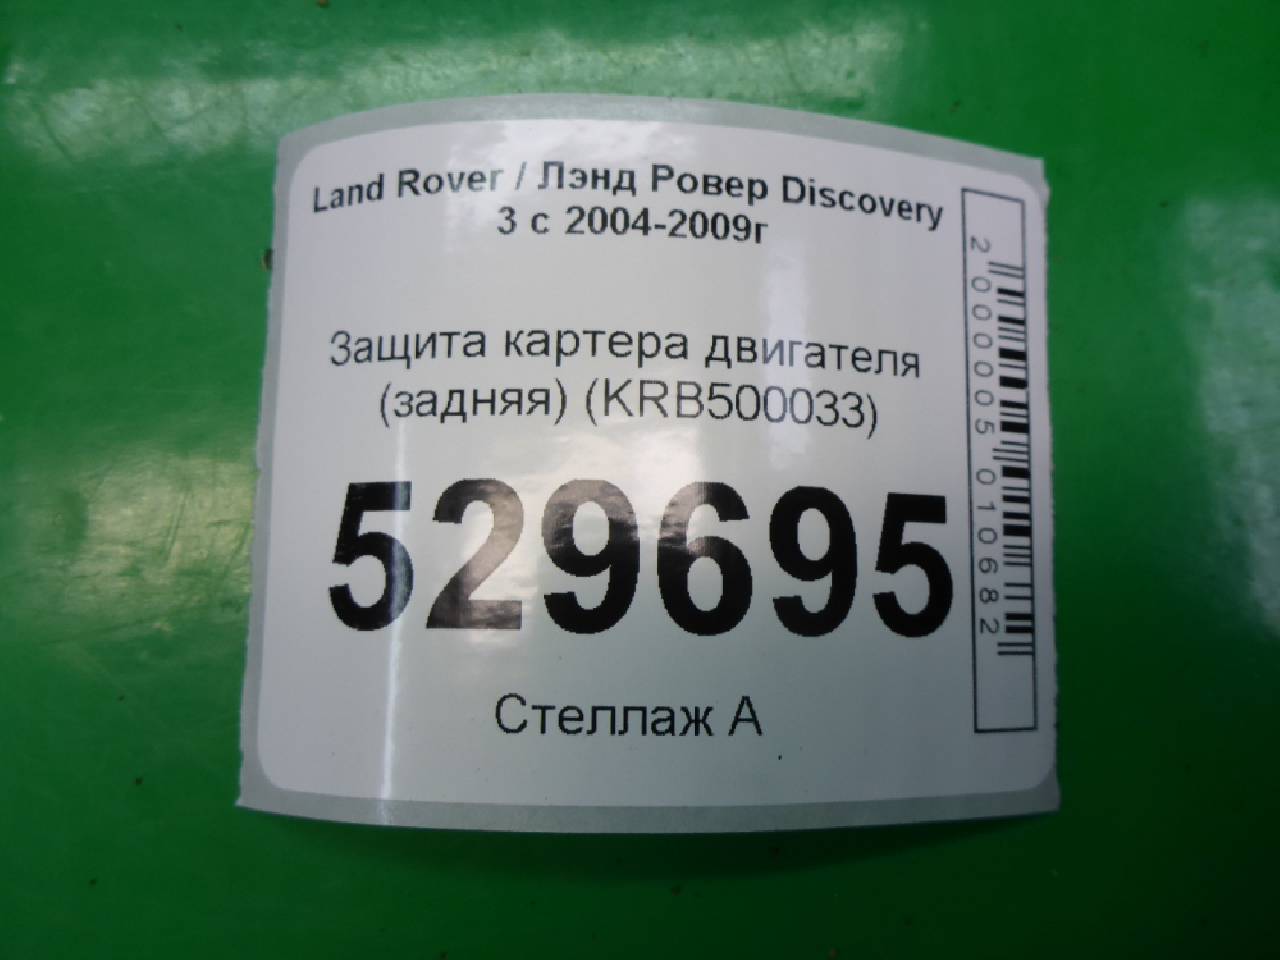 Land Rover / Лэнд Ровер Discovery
3 с 2004-2009г
Защита картера двигателя
(задняя) (KRB500033)
529695
Стеллаж А
2000005010682